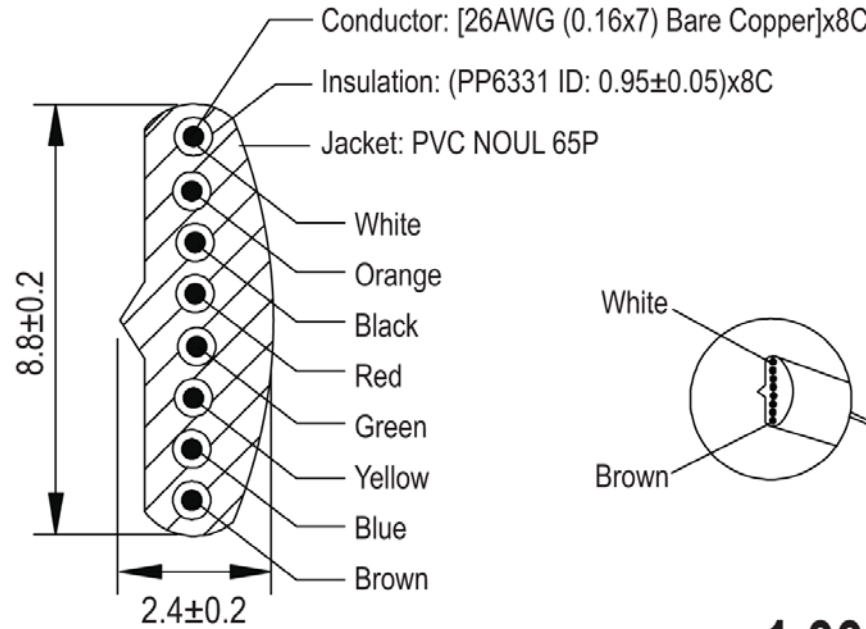 Conductor: [26AWG (0.16x7) Bare Copper]x8C
Insulation: (PP6331 ID: 0.95±0.05)x8C
Jacket: PVC NOUL 65P
White
Orange
Black
Red
Green
Yellow
Blue
Brown
8.8±0.2
2.4±0.2
White
Brown